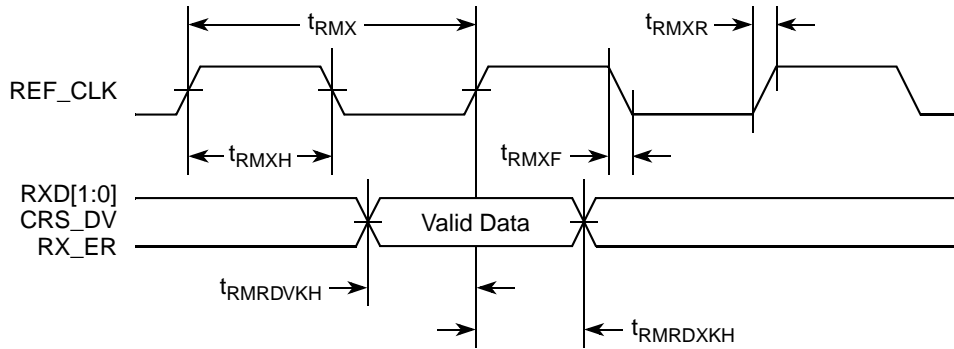 tRMX
tRMXR
REF_CLK
tRMXH
tRMXF
RXD[1:0]
CRS_DV
RX_ER
Valid Data
tRMRDVKH
tRMRDXKH